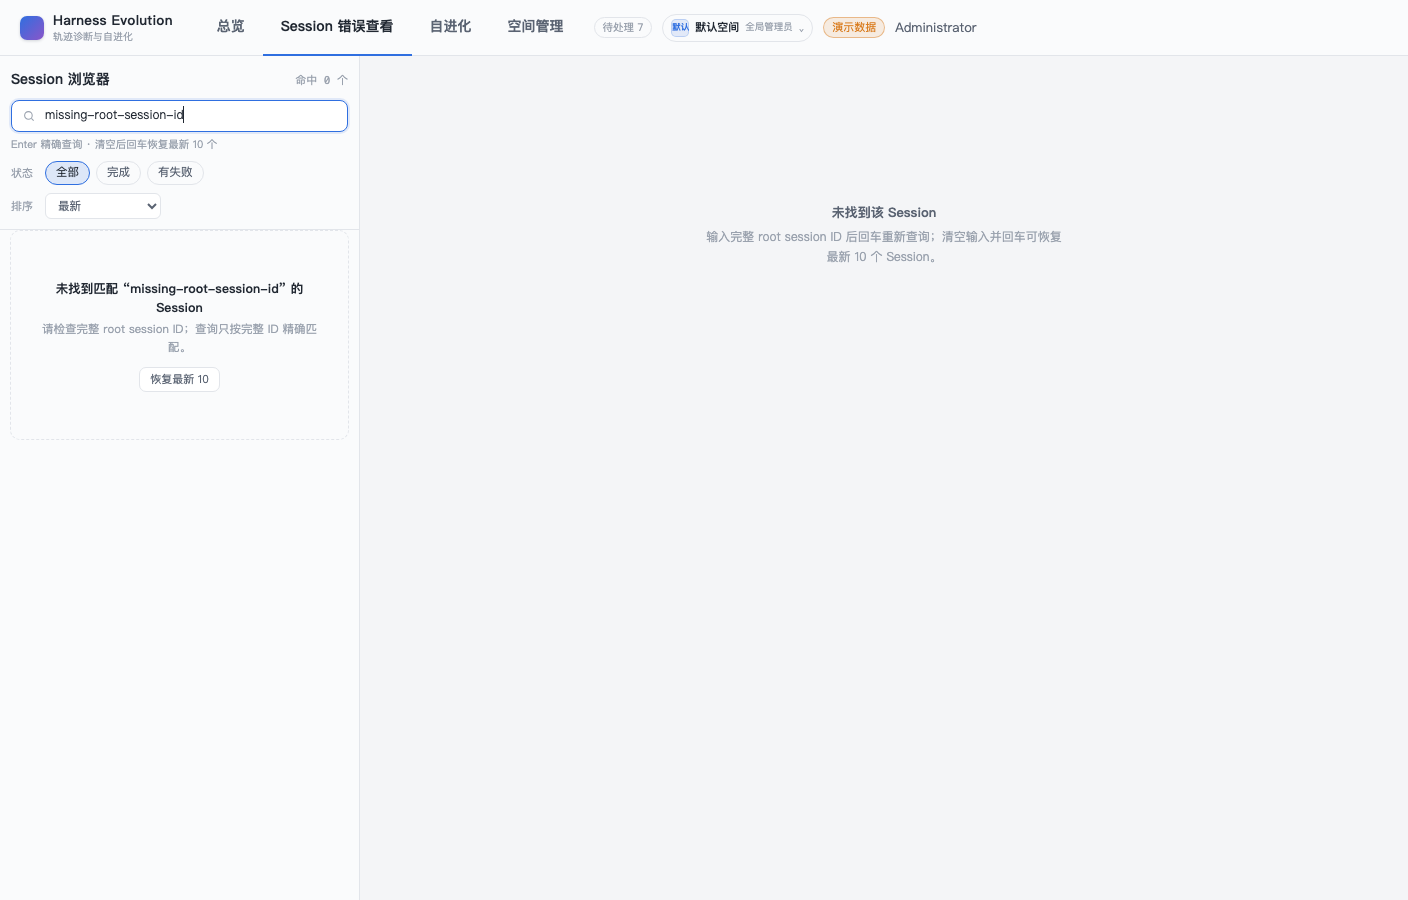 Harness Evolution
轨迹诊断与自进化
总览
Session 错误查看
自进化
空间管理
待处理 7
默认
默认空间
全局管理员
演示数据
Administrator
Session 浏览器
命中 0 个
missing-root-session-id
Enter 精确查询 · 清空后回车恢复最新 10 个
状态
全部
完成
有失败
排序
最新
未找到匹配 “missing-root-session-id” 的
Session
请检查完整 root session ID；查询只按完整 ID 精确匹
配。
恢复最新 10
未找到该 Session
输入完整 root session ID 后回车重新查询；清空输入并回车可恢复
最新 10 个 Session。